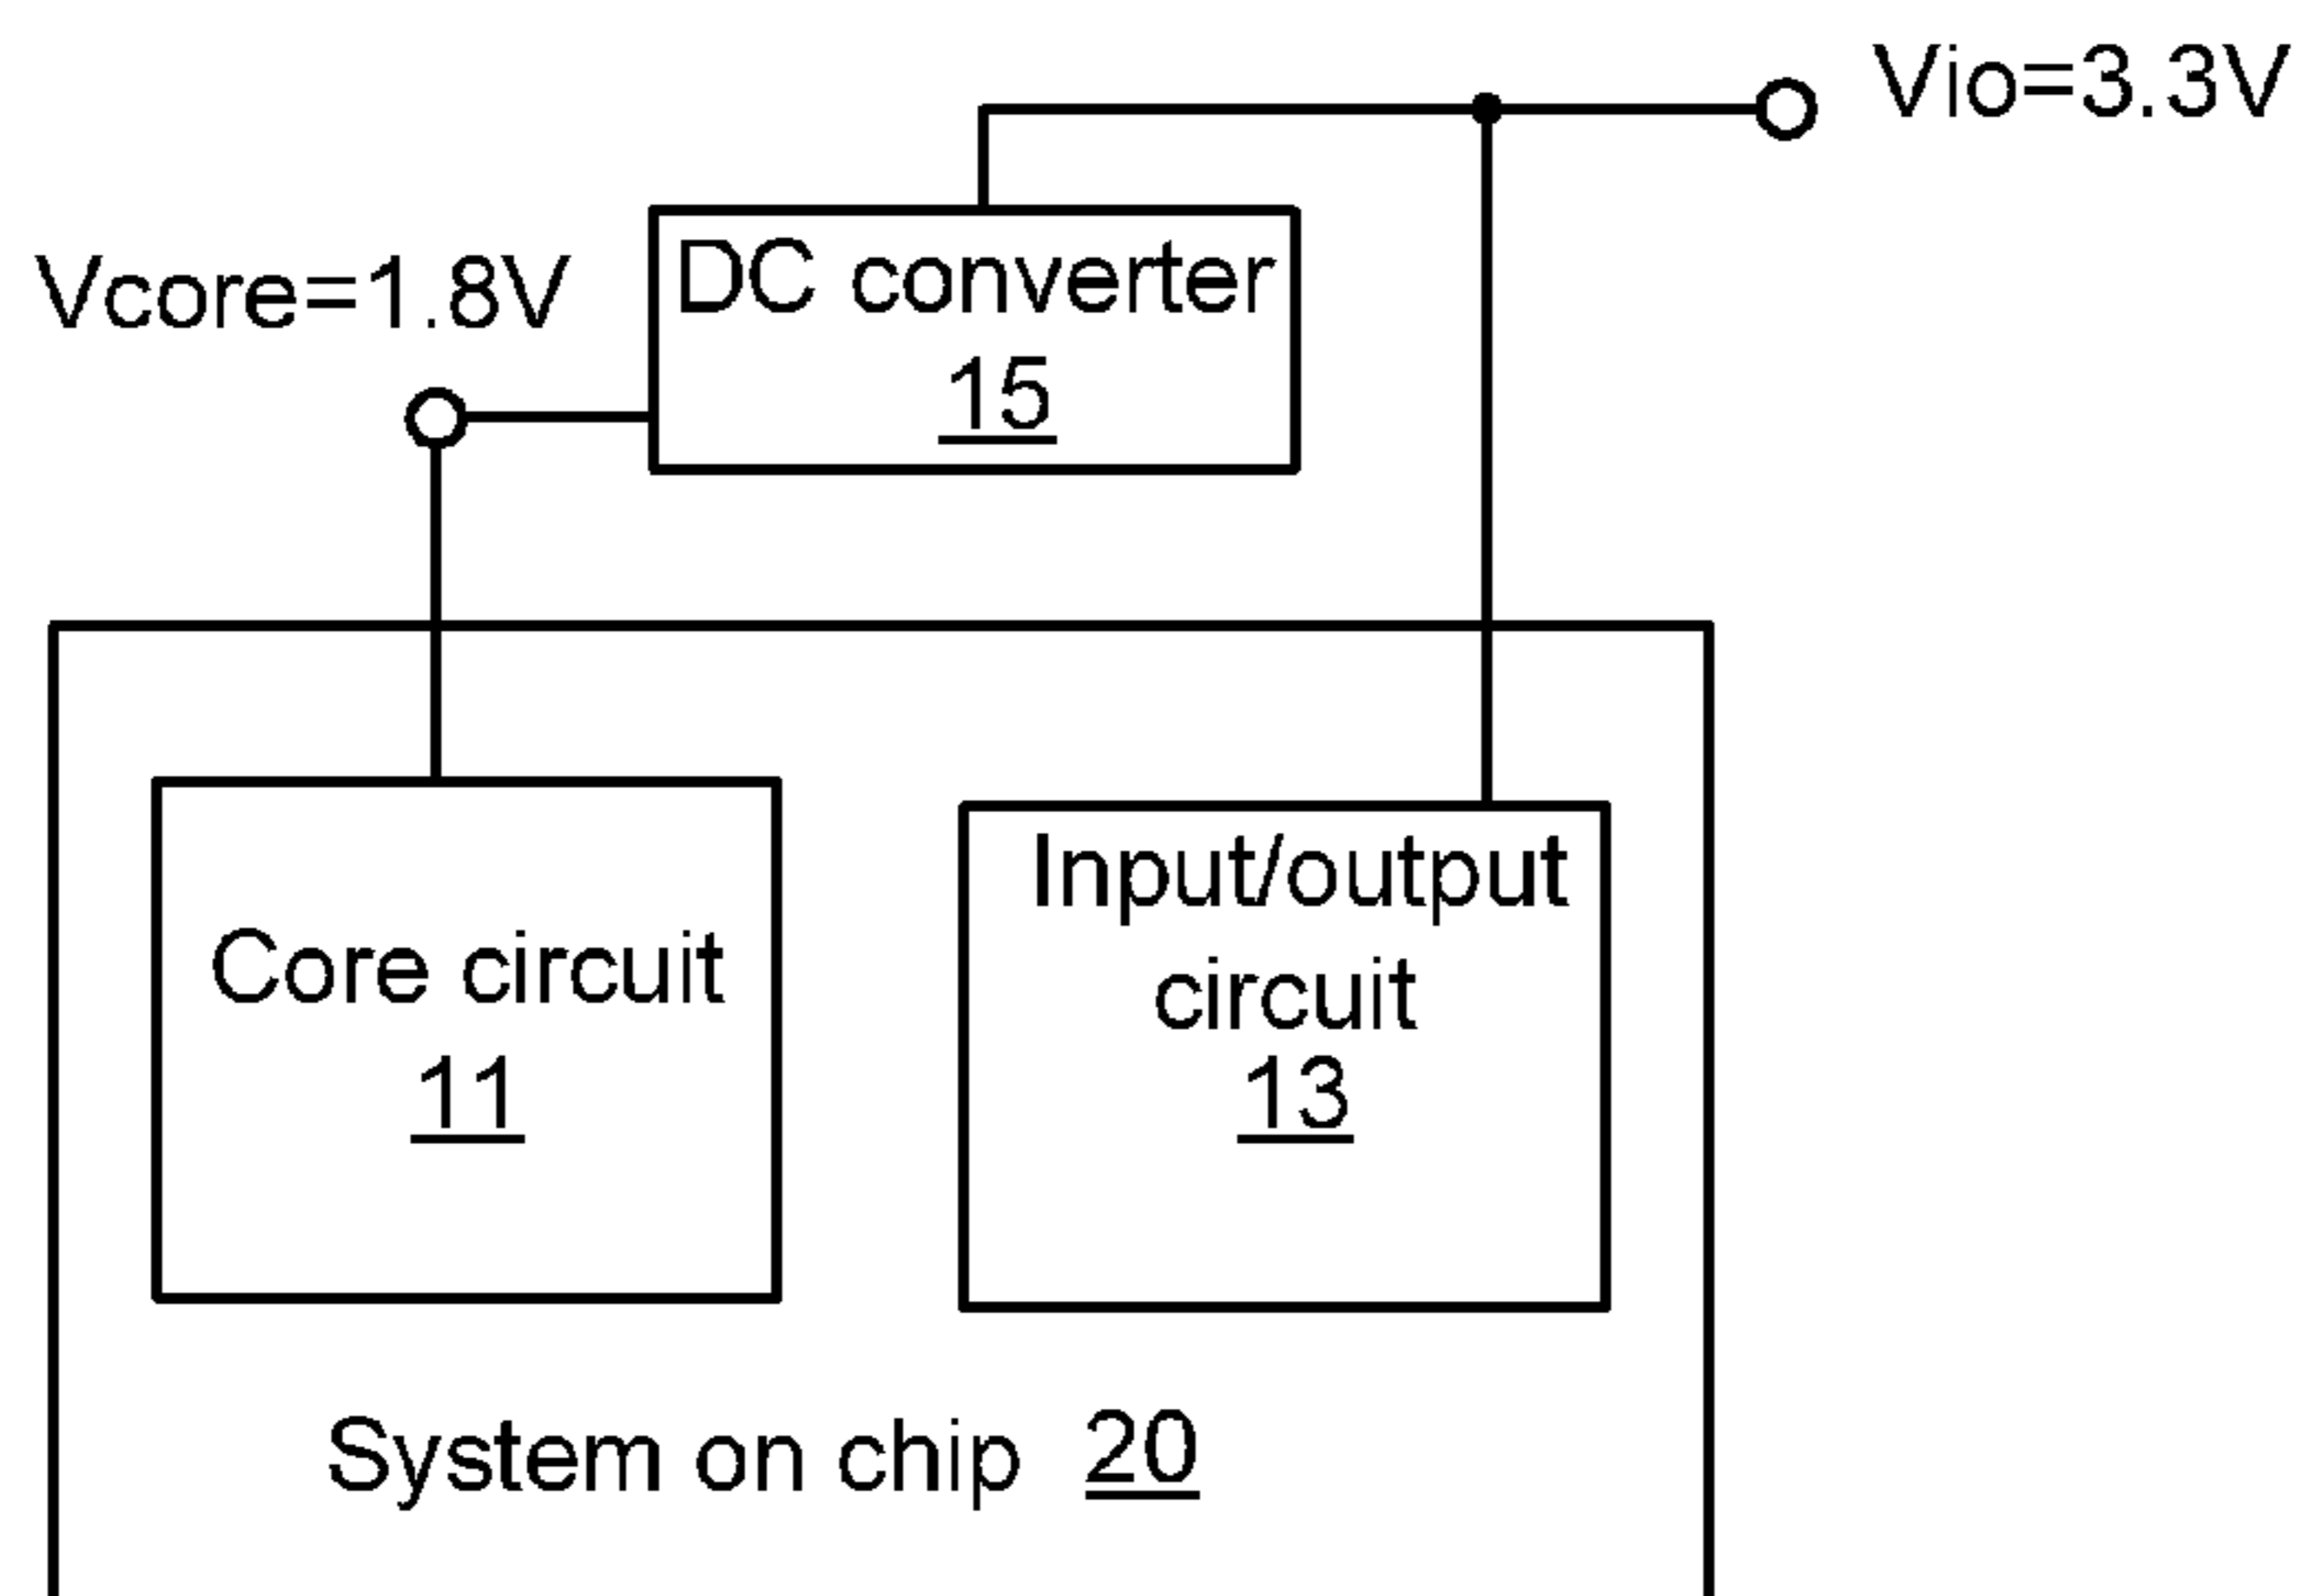 Vio=3.3V
DC converter
15
Vcore=1.8V
Input/output
circuit
13
Core circuit
11
System on chip 20